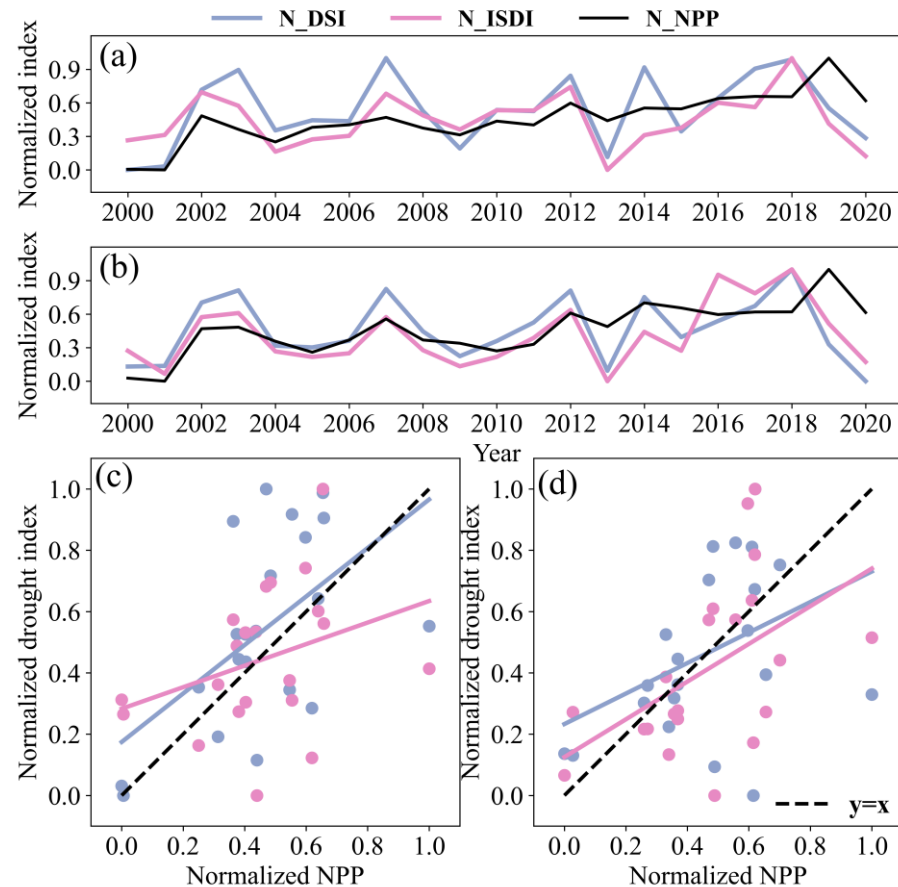 N_DSI N_ISDI N_NPP
(a)
Normalized index
0.9
0.6
0.3
0.0
2000 2002 2004 2006 2008 2010 2012 2014 2016 2018 2020
(b)
Normalized index
0.9
0.6
0.3
0.0
2000 2002 2004 2006 2008 2010 2012 2014 2016 2018 2020
Year
(c)
Normalized drought index
1.0
0.8
0.6
0.4
0.2
0.0
0.0 0.2 0.4 0.6 0.8 1.0
Normalized NPP
(d)
Normalized drought index
1.0
0.8
0.6
0.4
0.2
0.0
y=x
0.0 0.2 0.4 0.6 0.8 1.0
Normalized NPP